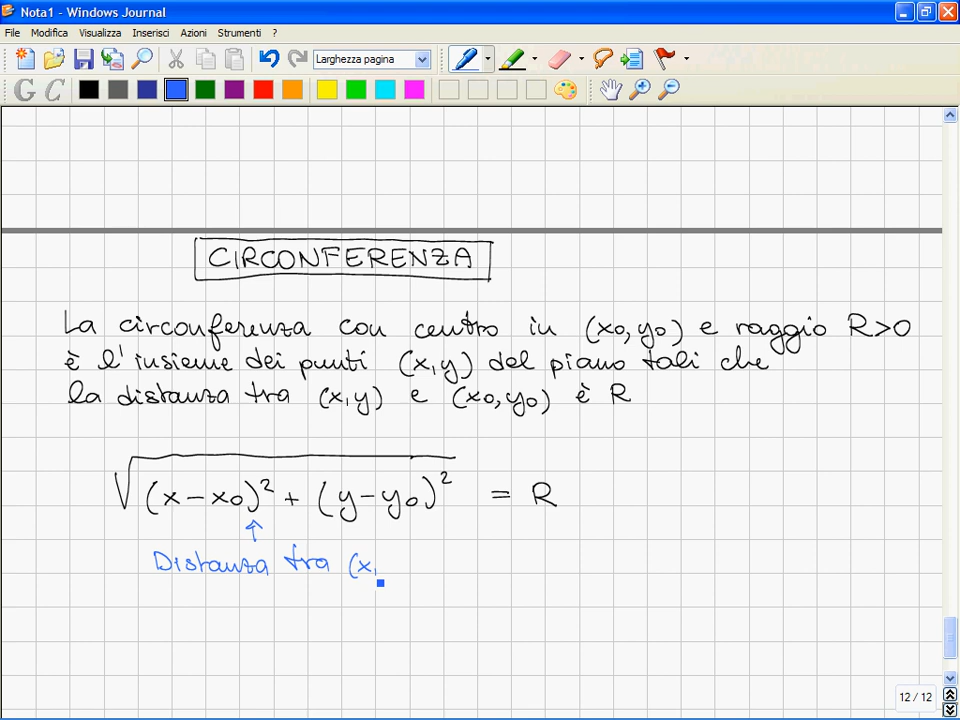 Nota1 - Windows Journal
File Modifica Visualizza Inserisci Azioni Strumenti ?
Larghezza pagina
G C
CIRCONFERENZA
La circonferenza con centro in (x0,y0) e raggio R>0
è l'insieme dei punti (x,y) del piano tali che
la distanza tra (x,y) e (x0,y0) è R
√(x-x0)² + (y-y0)² = R
↑
Distanza tra (x,
12 / 12